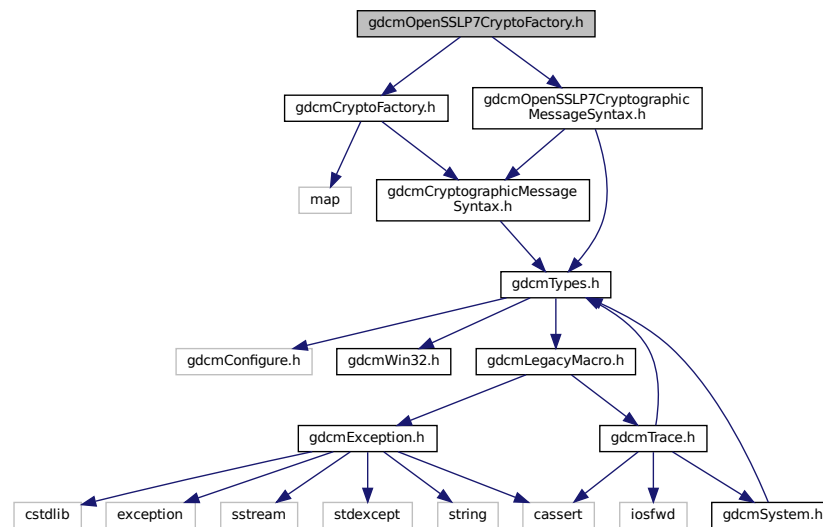 gdcmOpenSSLP7CryptoFactory.h
gdcmCryptoFactory.h
gdcmOpenSSLP7Cryptographic
MessageSyntax.h
map
gdcmCryptographicMessage
Syntax.h
gdcmTypes.h
gdcmConfigure.h
gdcmWin32.h
gdcmLegacyMacro.h
gdcmException.h
gdcmTrace.h
cstdlib
exception
sstream
stdexcept
string
cassert
iosfwd
gdcmSystem.h